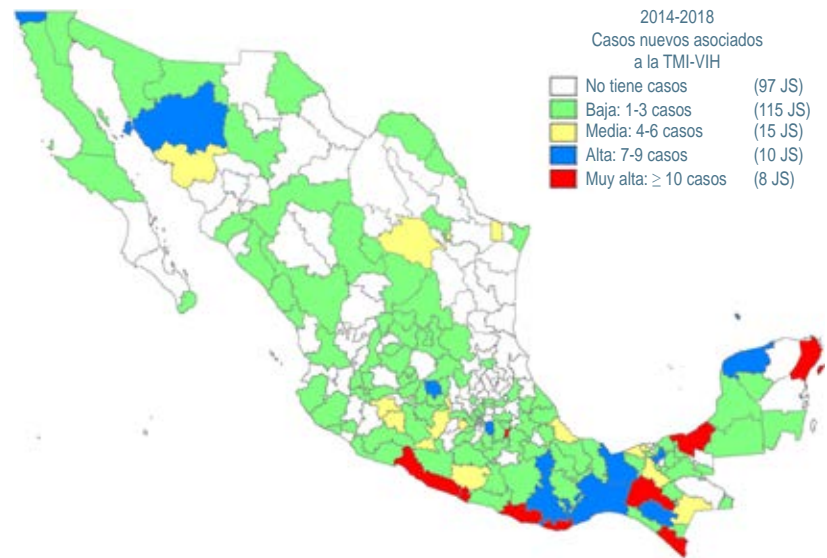 2014-2018
Casos nuevos asociados
a la TMI-VIH
No tiene casos (97 JS)
Baja: 1-3 casos (115 JS)
Media: 4-6 casos (15 JS)
Alta: 7-9 casos (10 JS)
Muy alta: ≥ 10 casos (8 JS)